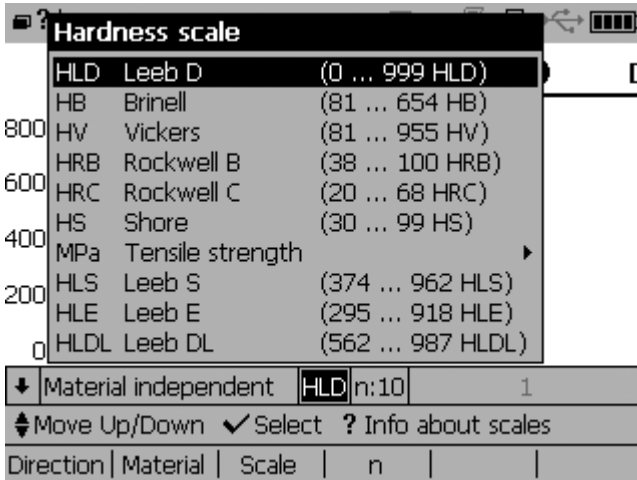 ?
Hardness scale
HLD Leeb D (0 ... 999 HLD)
HB Brinell (81 ... 654 HB)
HV Vickers (81 ... 955 HV)
HRB Rockwell B (38 ... 100 HRB)
HRC Rockwell C (20 ... 68 HRC)
HS Shore (30 ... 99 HS)
MPa Tensile strength
HLS Leeb S (374 ... 962 HLS)
HLE Leeb E (295 ... 918 HLE)
HLDL Leeb DL (562 ... 987 HLDL)
800
600
400
200
0
Material independent HLD n:10 1
Move Up/Down Select ? Info about scales
Direction Material Scale n